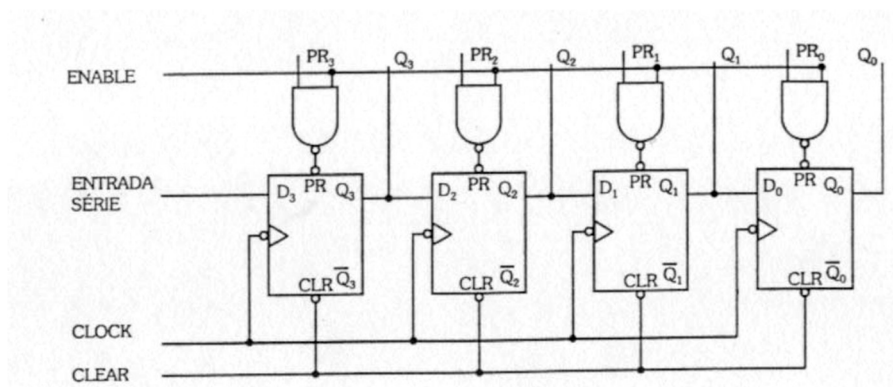 PR₃ Q₃ PR₂ Q₂ PR₁ Q₁ PR₀ Q₀
ENABLE
ENTRADA
SÉRIE
D₃ PR Q₃ D₂ PR Q₂ D₁ PR Q₁ D₀ PR Q₀
CLR Q̅₃ CLR Q̅₂ CLR Q̅₁ CLR Q̅₀
CLOCK
CLEAR